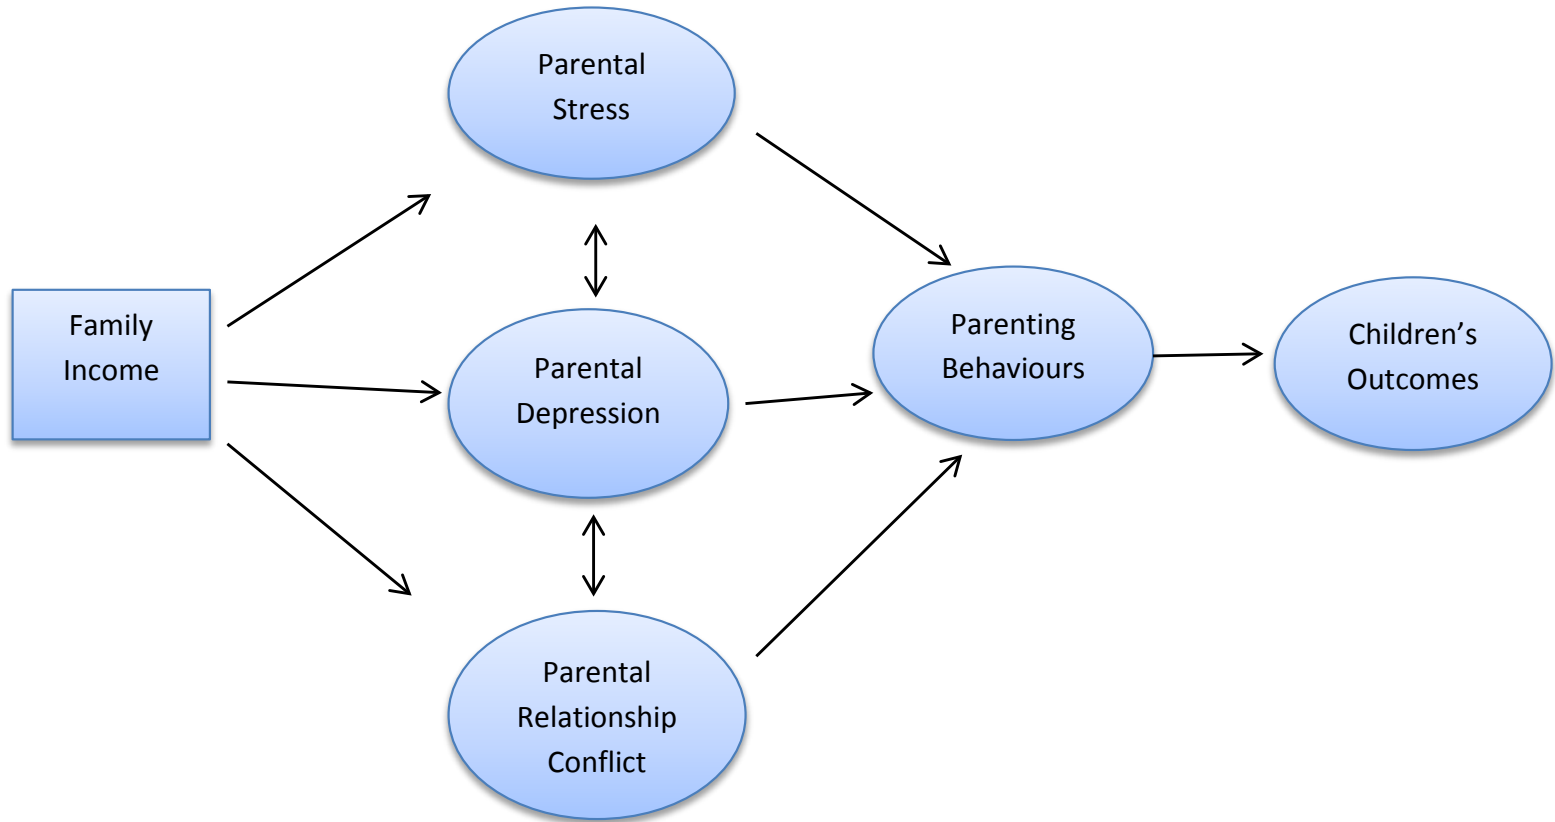 Parental
Stress
Family
Income
Parental
Depression
Parenting
Behaviours
Children’s
Outcomes
Parental
Relationship
Conflict